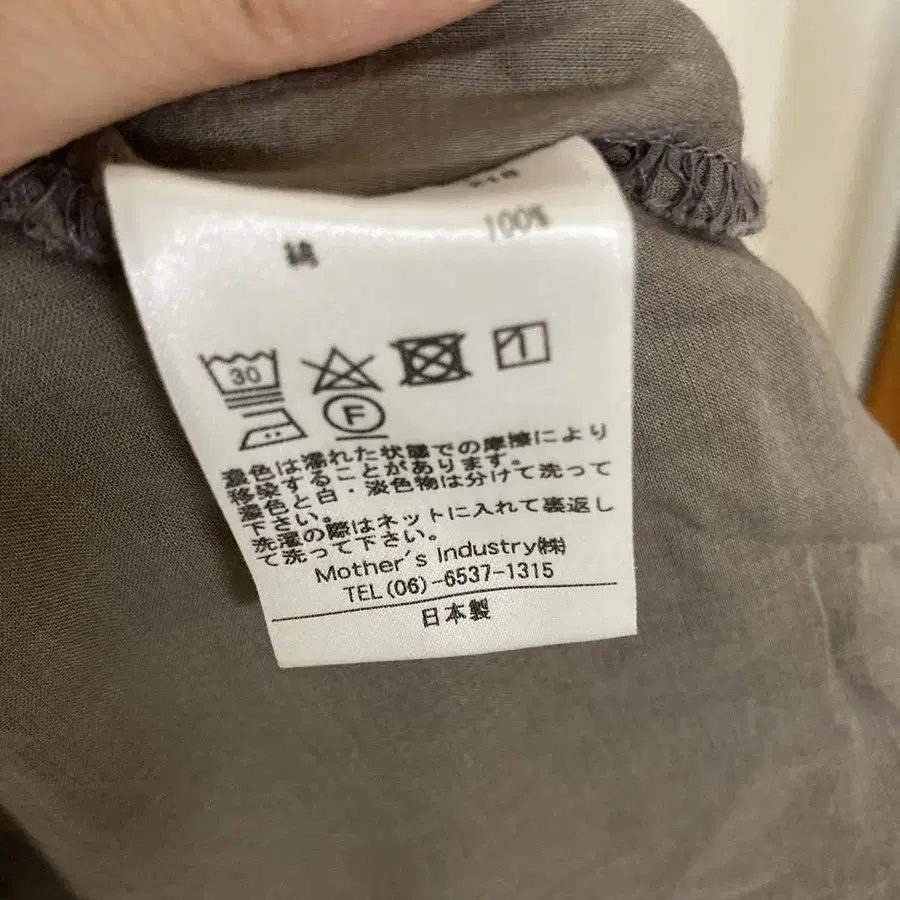 綿 100%
30
F
濃色は濡れた状態での摩擦により
移染することがあります。
濃色と白・淡色物は分けて洗って
下さい。
洗濯の際はネットに入れて裏返し
て洗って下さい。
Mother's Industry㈱
TEL(06)-6537-1315
日本製